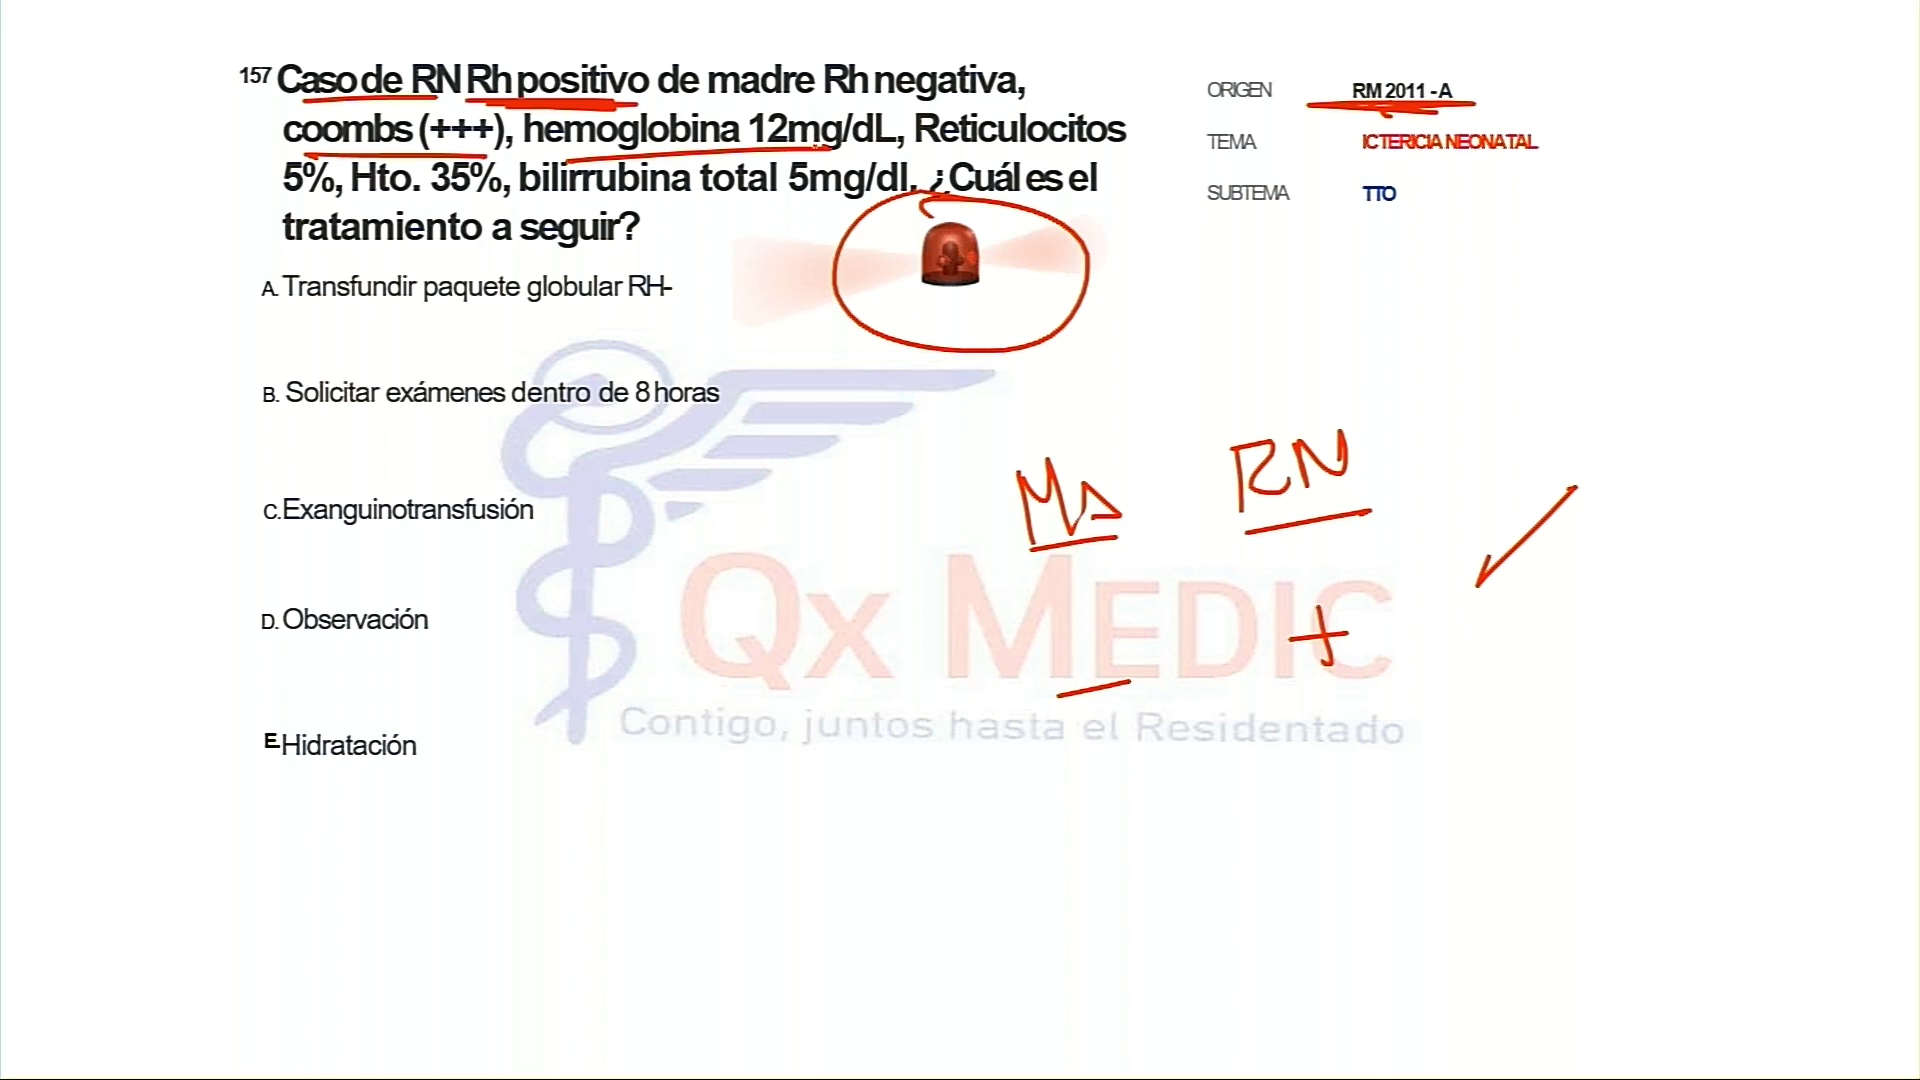 157 Caso de RN Rh positivo de madre Rh negativa,
coombs (+++), hemoglobina 12mg/dL, Reticulocitos
5%, Hto. 35%, bilirrubina total 5mg/dl. ¿Cuál es el
tratamiento a seguir?
A. Transfundir paquete globular RH-
B. Solicitar exámenes dentro de 8 horas
C. Exanguinotransfusión
D. Observación
E. Hidratación
ORIGEN RM 2011 - A
TEMA ICTERICIA NEONATAL
SUBTEMA TTO
Ma RN
- +
QX MEDIC
Contigo, juntos hasta el Residentado